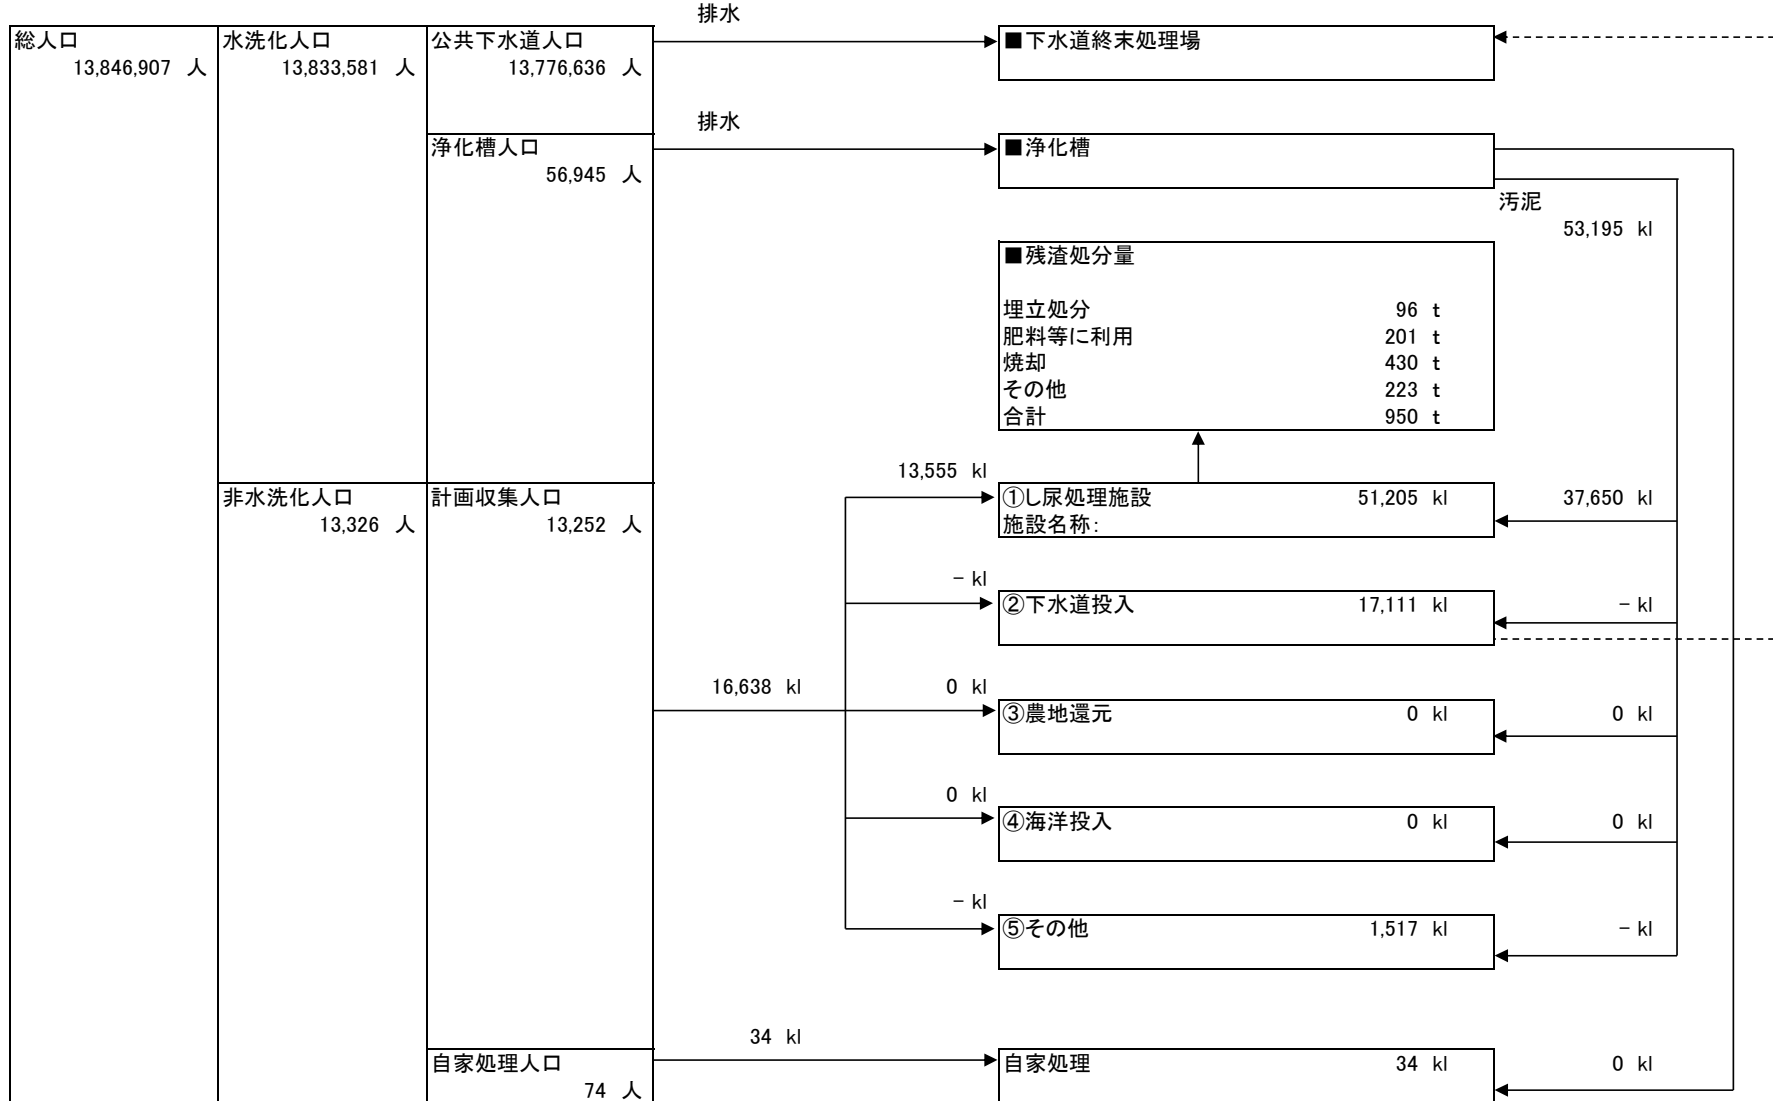 排水
総人口 水洗化人口 公共下水道人口 ■下水道終末処理場
13,846,907 人 13,833,581 人 13,776,636 人
排水
浄化槽人口 ■浄化槽
56,945 人
汚泥
53,195 kl
■残渣処分量
埋立処分 96 t
肥料等に利用 201 t
焼却 430 t
その他 223 t
合計 950 t
13,555 kl
非水洗化人口 計画収集人口 ①し尿処理施設 51,205 kl 37,650 kl
13,326 人 13,252 人 施設名称:
− kl
②下水道投入 17,111 kl − kl
16,638 kl 0 kl
③農地還元 0 kl 0 kl
0 kl
④海洋投入 0 kl 0 kl
− kl
⑤その他 1,517 kl − kl
34 kl
自家処理人口 自家処理 34 kl 0 kl
74 人